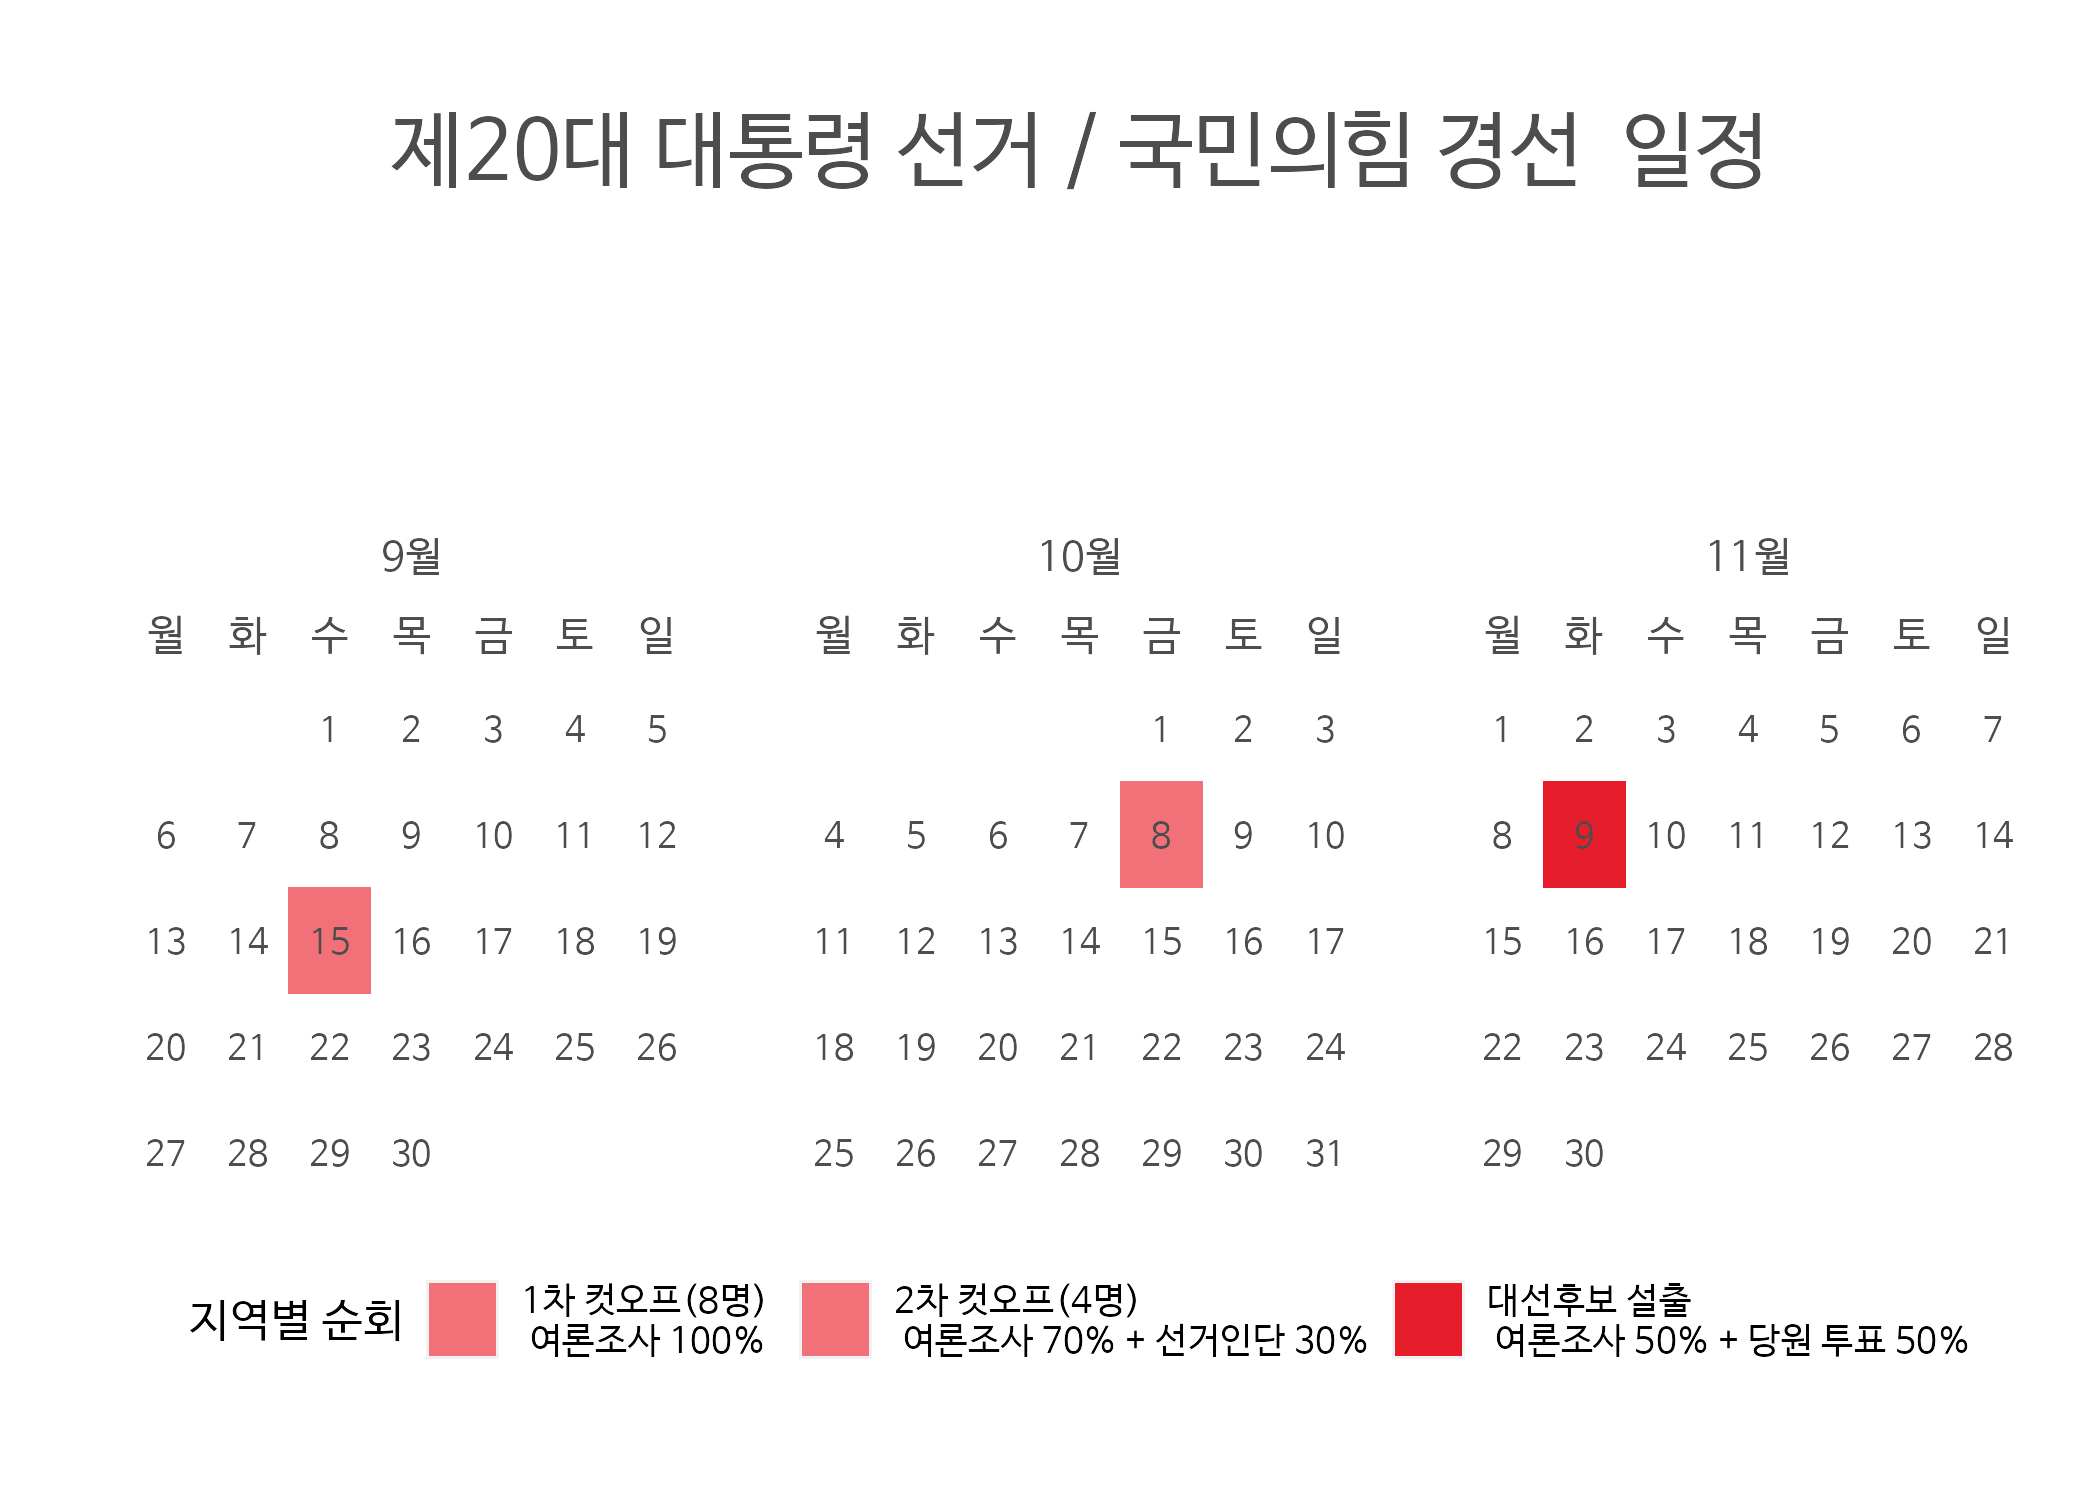 제20대 대통령 선거 / 국민의힘 경선  일정
9월 10월 11월
월 화 수 목 금 토 일 월 화 수 목 금 토 일 월 화 수 목 금 토 일
1 2 3 4 5 1 2 3 1 2 3 4 5 6 7
6 7 8 9 10 11 12 4 5 6 7 8 9 10 8 9 10 11 12 13 14
13 14 15 16 17 18 19 11 12 13 14 15 16 17 15 16 17 18 19 20 21
20 21 22 23 24 25 26 18 19 20 21 22 23 24 22 23 24 25 26 27 28
27 28 29 30 25 26 27 28 29 30 31 29 30
지역별 순회
1차 컷오프(8명)
여론조사 100%
2차 컷오프(4명)
여론조사 70% + 선거인단 30%
대선후보 설출
여론조사 50% + 당원 투표 50%